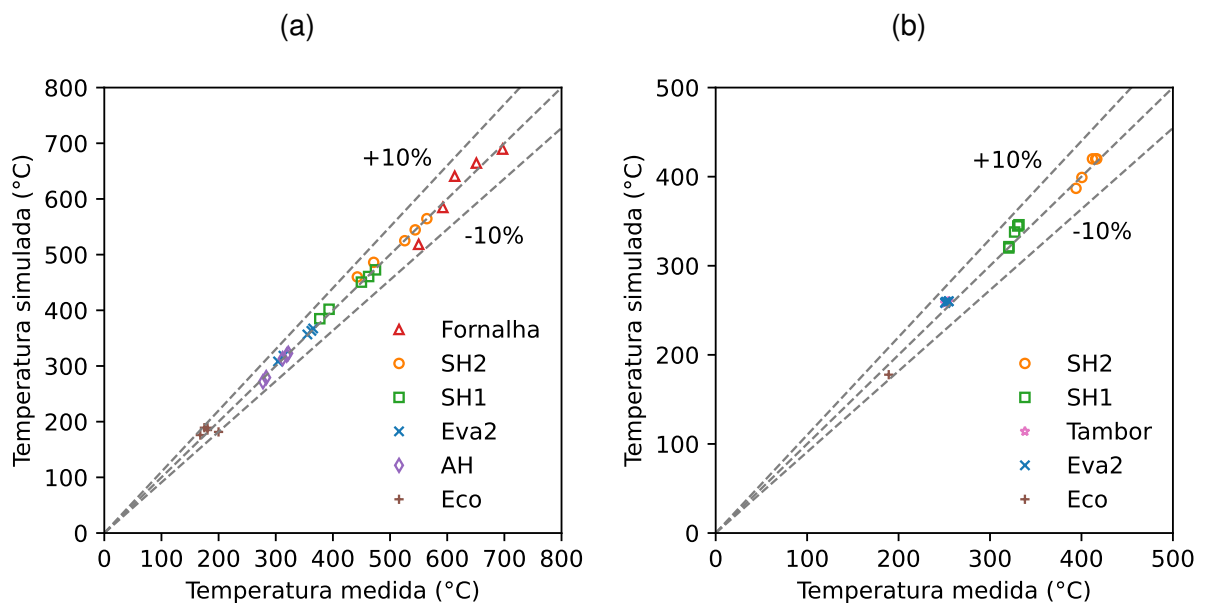 (a)
800
700
600
500
400
300
200
100
0
Temperatura simulada (°C)
+10%
-10%
Fornalha
SH2
SH1
Eva2
AH
Eco
0 100 200 300 400 500 600 700 800
Temperatura medida (°C)
(b)
500
400
300
200
100
0
Temperatura simulada (°C)
+10%
-10%
SH2
SH1
Tambor
Eva2
Eco
0 100 200 300 400 500
Temperatura medida (°C)